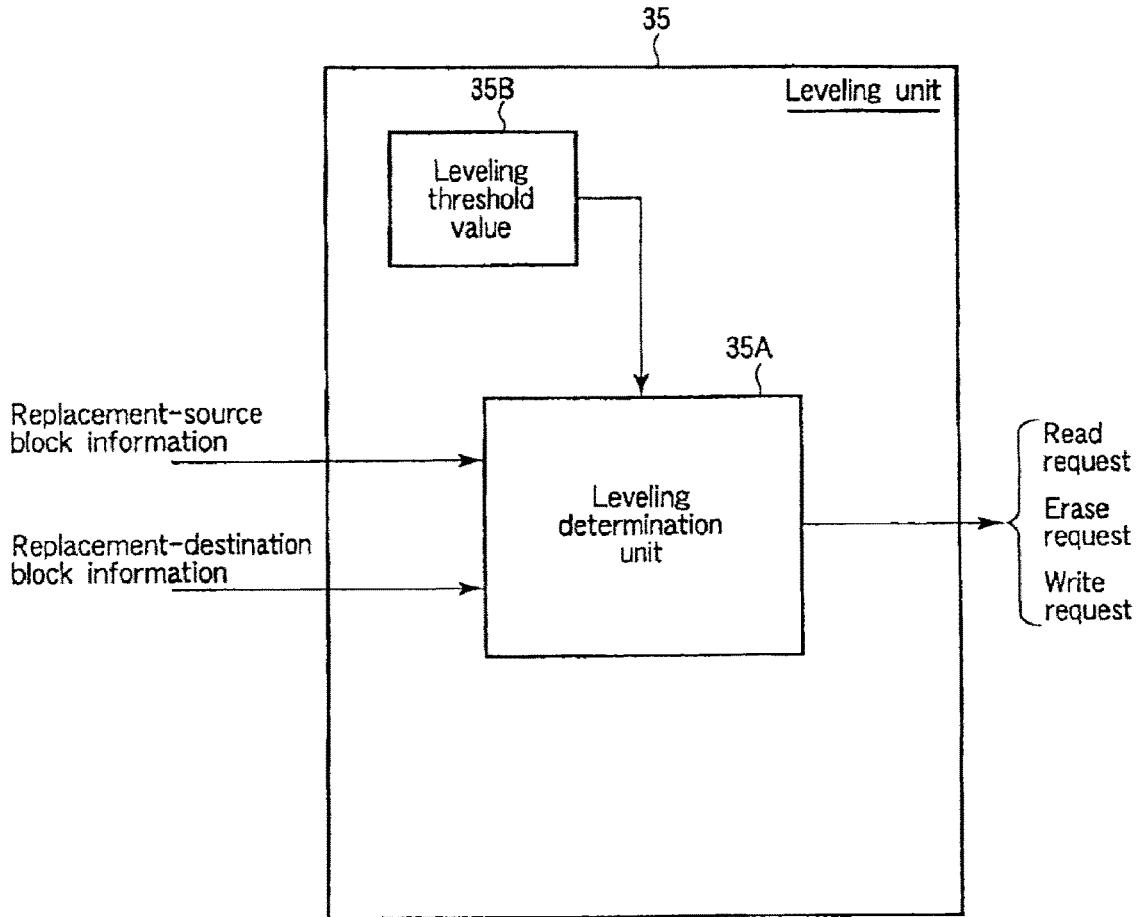 35
Leveling unit
35B
Leveling
threshold
value
35A
Replacement-source
block information
Replacement-destination
block information
Leveling
determination
unit
Read
request
Erase
request
Write
request